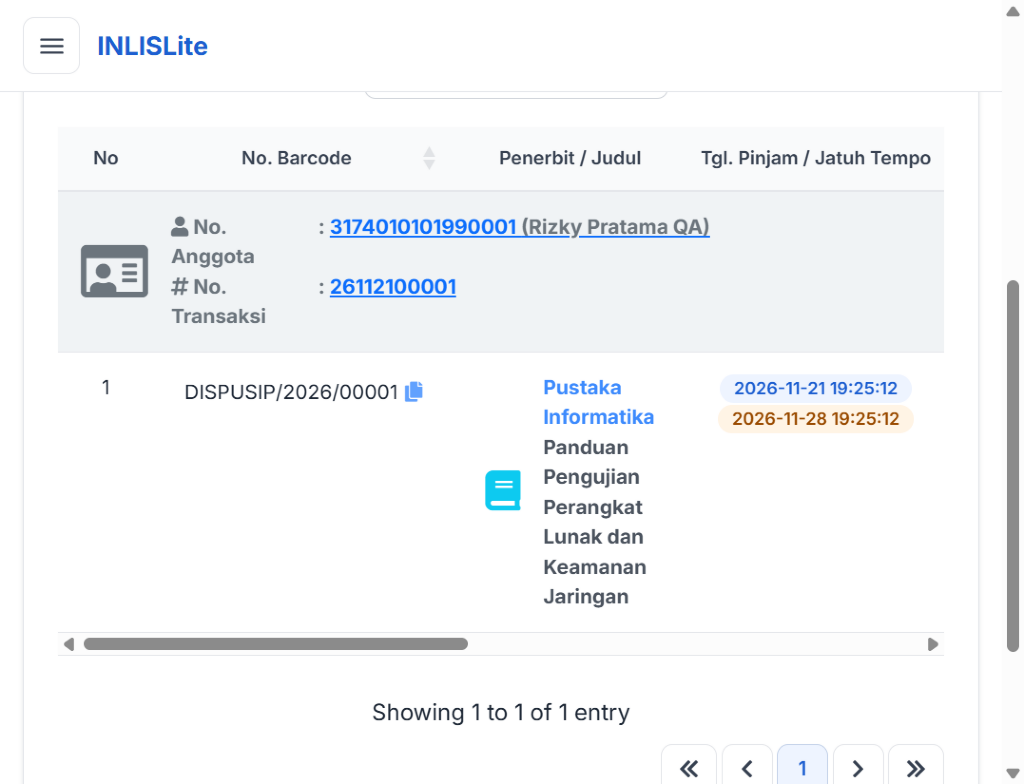 INLISLite
No No. Barcode Penerbit / Judul Tgl. Pinjam / Jatuh Tempo
No. Anggota : 3174010101990001 (Rizky Pratama QA)
# No. Transaksi : 26112100001
1 DISPUSIP/2026/00001
Pustaka
Informatika
Panduan
Pengujian
Perangkat
Lunak dan
Keamanan
Jaringan
2026-11-21 19:25:12
2026-11-28 19:25:12
Showing 1 to 1 of 1 entry
« ‹ 1 › »